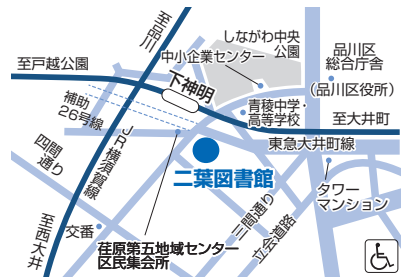 至品川
しながわ中央
公園
中小企業センター
品川区
総合庁舎
(品川区役所)
至戸越公園
下神明
補助
26号線
青稜中学・
高等学校
至大井町
東急大井町線
四間
通り
JR横須賀線
二葉図書館
タワー
マンション
三間通り
立会道路
至西大井
交番
荏原第五地域センター
区民集会所